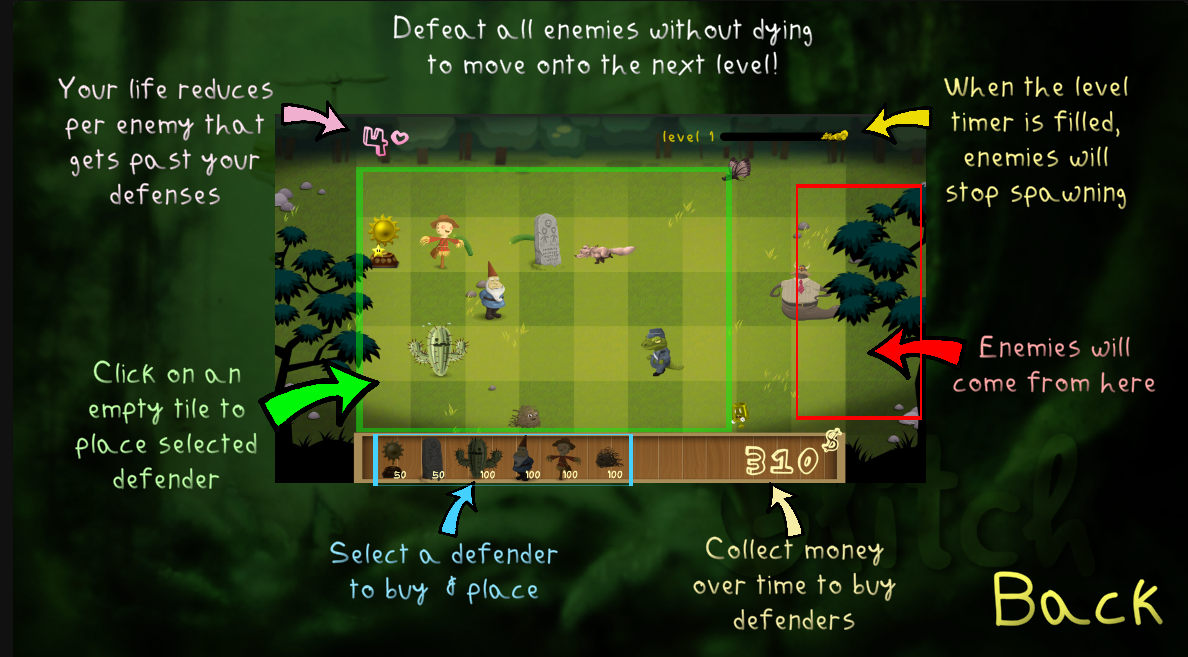 Defeat all enemies without dying
to move onto the next level!
Your life reduces
per enemy that
gets past your
defenses
When the level
timer is filled,
enemies will
stop spawning
4
level 1
Click on an
empty tile to
place selected
defender
Enemies will
come from here
50 50 100 100 100 100
310 $
Select a defender
to buy & place
Collect money
over time to buy
defenders
Back